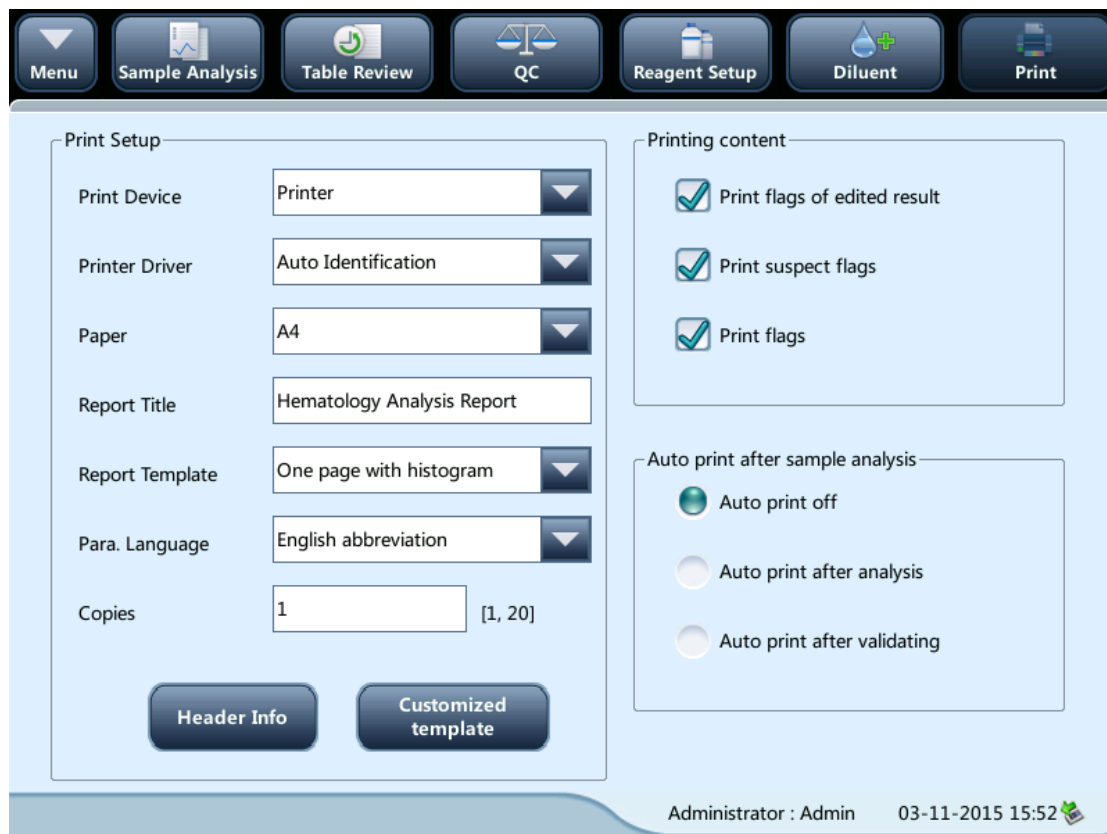 Menu
Sample Analysis
Table Review
QC
Reagent Setup
Diluent
Print
Print Setup
Print Device
Printer
Printer Driver
Auto Identification
Paper
A4
Report Title
Hematology Analysis Report
Report Template
One page with histogram
Para. Language
English abbreviation
Copies
1
[1, 20]
Header Info
Customized
template
Printing content
Print flags of edited result
Print suspect flags
Print flags
Auto print after sample analysis
Auto print off
Auto print after analysis
Auto print after validating
Administrator : Admin
03-11-2015 15:52